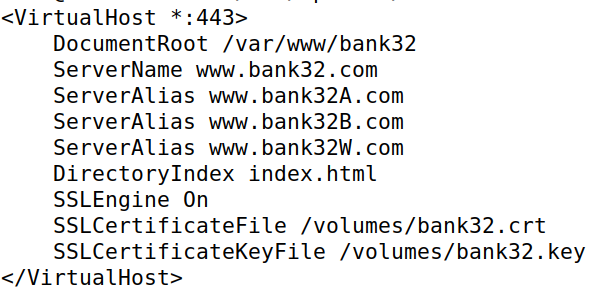 <VirtualHost *:443>
    DocumentRoot /var/www/bank32
    ServerName www.bank32.com
    ServerAlias www.bank32A.com
    ServerAlias www.bank32B.com
    ServerAlias www.bank32W.com
    DirectoryIndex index.html
    SSLEngine On
    SSLCertificateFile /volumes/bank32.crt
    SSLCertificateKeyFile /volumes/bank32.key
</VirtualHost>